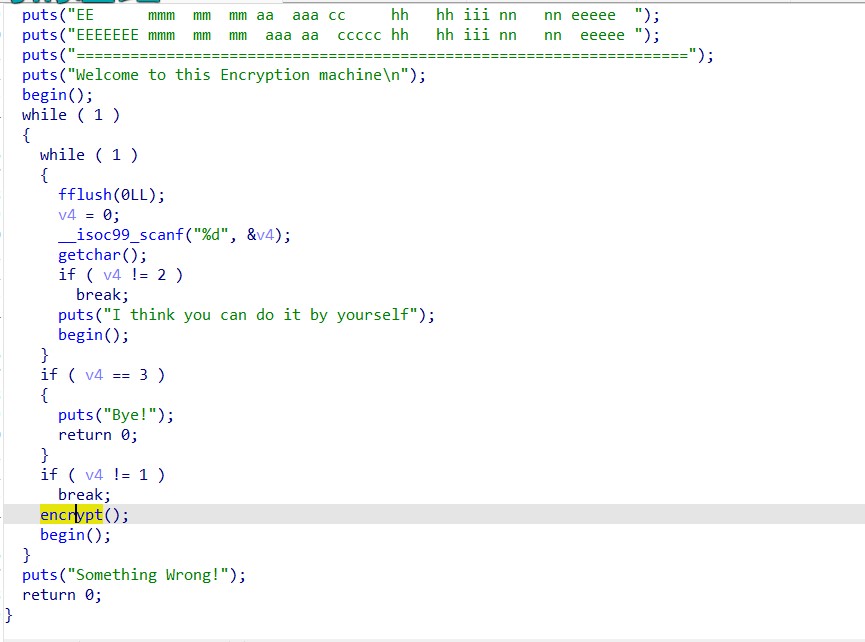 puts("EE      mmm  mm  mm aa  aaa cc     hh   hh iii nn   nn eeeee  ");
puts("EEEEEEE mmm  mm  mm  aaa aa  ccccc hh   hh iii nn   nn  eeeee ");
puts("====================================================================");
puts("Welcome to this Encryption machine\n");
begin();
while ( 1 )
{
while ( 1 )
{
fflush(0LL);
v4 = 0;
__isoc99_scanf("%d", &v4);
getchar();
if ( v4 != 2 )
break;
puts("I think you can do it by yourself");
begin();
}
if ( v4 == 3 )
{
puts("Bye!");
return 0;
}
if ( v4 != 1 )
break;
encrypt();
begin();
}
puts("Something Wrong!");
return 0;
}